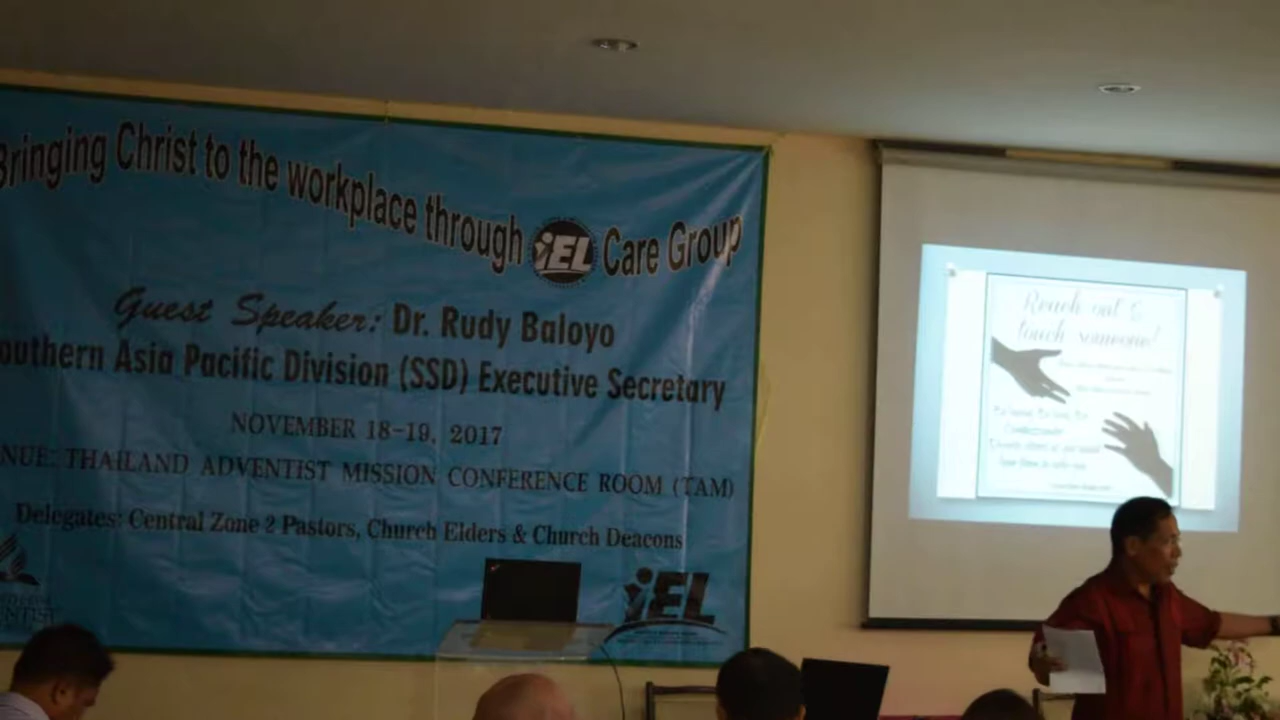 Bringing Christ to the workplace through iEL Care Group
Guest Speaker: Dr. Rudy Baloyo
outhern Asia Pacific Division (SSD) Executive Secretary
NOVEMBER 18-19, 2017
NUE: THAILAND ADVENTIST MISSION CONFERENCE ROOM (TAM)
Delegates: Central Zone 2 Pastors, Church Elders & Church Deacons
iEL
Reach out &
touch someone!